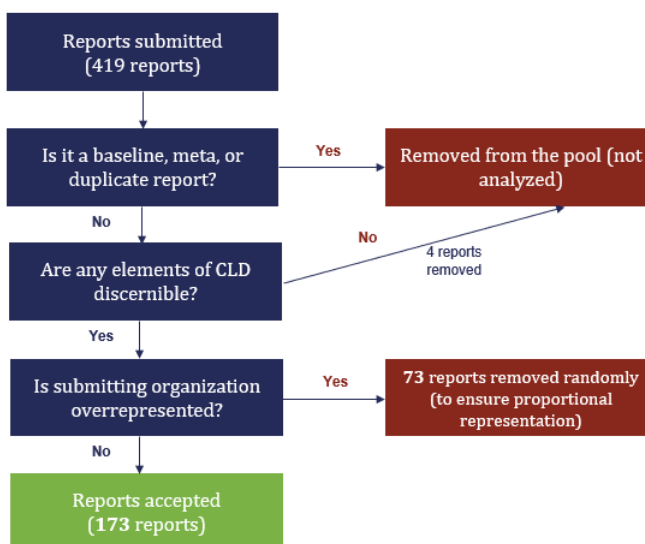 Reports submitted
(419 reports)
Is it a baseline, meta, or
duplicate report?
Yes
Removed from the pool (not
analyzed)
No
No
4 reports
removed
Are any elements of CLD
discernible?
Yes
Is submitting organization
overrepresented?
Yes
73 reports removed randomly
(to ensure proportional
representation)
No
Reports accepted
(173 reports)